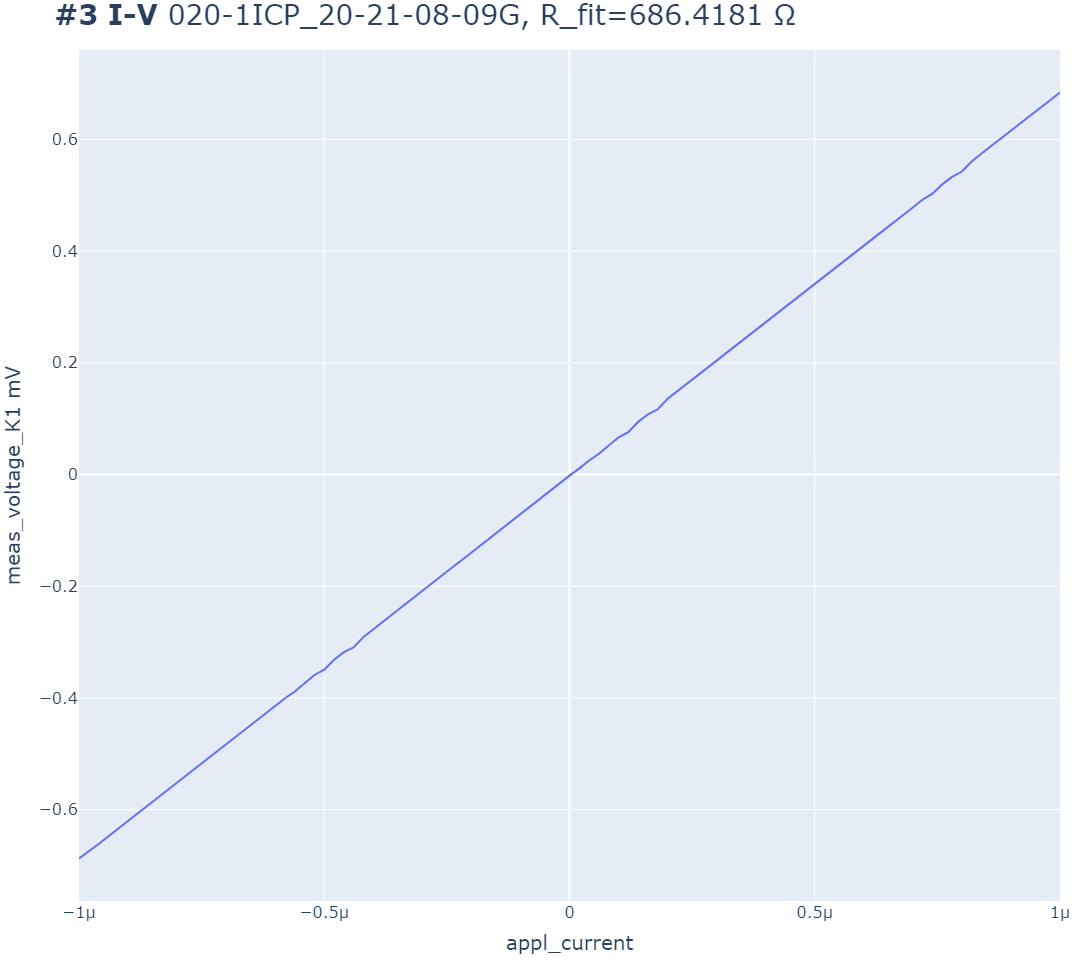 #3 I-V 020-1ICP_20-21-08-09G, R_fit=686.4181 Ω
meas_voltage_K1 mV
0.6
0.4
0.2
0
−0.2
−0.4
−0.6
−1μ
−0.5μ
0
0.5μ
1μ
appl_current